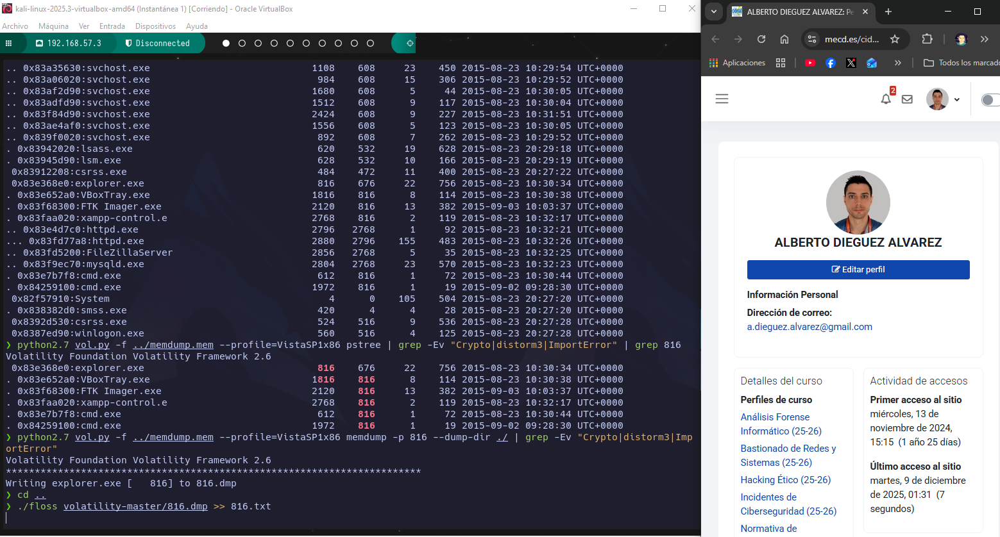 kali-linux-2025.3-virtualbox-amd64 (Instantánea 1) [Corriendo] - Oracle VirtualBox
Archivo Máquina Ver Entrada Dispositivos Ayuda
192.168.57.3 Disconnected
.. 0x83a35630:svchost.exe 1108 608 23 450 2015-08-23 10:29:54 UTC+0000
.. 0x83a06020:svchost.exe 984 608 15 306 2015-08-23 10:29:52 UTC+0000
.. 0x83af2d90:svchost.exe 1680 608 5 44 2015-08-23 10:30:05 UTC+0000
.. 0x83adfd90:svchost.exe 1512 608 9 117 2015-08-23 10:30:04 UTC+0000
.. 0x83f84d90:svchost.exe 2424 608 9 227 2015-08-23 10:31:51 UTC+0000
.. 0x83ae4af0:svchost.exe 1556 608 5 123 2015-08-23 10:30:05 UTC+0000
.. 0x839f0020:svchost.exe 892 608 7 262 2015-08-23 10:29:52 UTC+0000
. 0x83942020:lsass.exe 620 532 19 628 2015-08-23 20:29:18 UTC+0000
. 0x83945d90:lsm.exe 628 532 10 166 2015-08-23 20:29:19 UTC+0000
0x83912208:csrss.exe 484 472 11 400 2015-08-23 20:27:22 UTC+0000
0x83e368e0:explorer.exe 816 676 22 756 2015-08-23 10:30:34 UTC+0000
. 0x83e652a0:VBoxTray.exe 1816 816 8 114 2015-08-23 10:30:38 UTC+0000
. 0x83f68300:FTK Imager.exe 2120 816 13 382 2015-09-03 10:03:37 UTC+0000
. 0x83faa020:xampp-control.e 2768 816 2 119 2015-08-23 10:32:17 UTC+0000
.. 0x83e4d7c0:httpd.exe 2796 2768 1 92 2015-08-23 10:32:21 UTC+0000
... 0x83fd77a8:httpd.exe 2880 2796 155 483 2015-08-23 10:32:26 UTC+0000
.. 0x83fd5200:FileZillaServer 2856 2768 5 35 2015-08-23 10:32:25 UTC+0000
.. 0x83f9ec70:mysqld.exe 2804 2768 23 570 2015-08-23 10:32:23 UTC+0000
. 0x83e7b7f8:cmd.exe 612 816 1 72 2015-08-23 10:30:44 UTC+0000
. 0x84259100:cmd.exe 1972 816 1 19 2015-09-02 09:28:30 UTC+0000
0x82f57910:System 4 0 105 504 2015-08-23 20:27:20 UTC+0000
. 0x838382d0:smss.exe 420 4 4 28 2015-08-23 20:27:20 UTC+0000
0x8392d530:csrss.exe 524 516 9 536 2015-08-23 20:27:28 UTC+0000
0x8387ed90:winlogon.exe 560 516 4 125 2015-08-23 20:27:28 UTC+0000
❯ python2.7 vol.py -f ../memdump.mem --profile=VistaSP1x86 pstree | grep -Ev "Crypto|distorm3|ImportError" | grep 816
Volatility Foundation Volatility Framework 2.6
0x83e368e0:explorer.exe 816 676 22 756 2015-08-23 10:30:34 UTC+0000
. 0x83e652a0:VBoxTray.exe 1816 816 8 114 2015-08-23 10:30:38 UTC+0000
. 0x83f68300:FTK Imager.exe 2120 816 13 382 2015-09-03 10:03:37 UTC+0000
. 0x83faa020:xampp-control.e 2768 816 2 119 2015-08-23 10:32:17 UTC+0000
. 0x83e7b7f8:cmd.exe 612 816 1 72 2015-08-23 10:30:44 UTC+0000
. 0x84259100:cmd.exe 1972 816 1 19 2015-09-02 09:28:30 UTC+0000
❯ python2.7 vol.py -f ../memdump.mem --profile=VistaSP1x86 memdump -p 816 --dump-dir ./ | grep -Ev "Crypto|distorm3|Imp
ortError"
Volatility Foundation Volatility Framework 2.6
************************************************************************
Writing explorer.exe [   816] to 816.dmp
❯ cd ..
❯ ./floss volatility-master/816.dmp >> 816.txt
ALBERTO DIEGUEZ ALVAREZ: Pe
mecd.es/cid...
Aplicaciones
Todos los marcado
2
ALBERTO DIEGUEZ ALVAREZ
Editar perfil
Información Personal
Dirección de correo:
a.dieguez.alvarez@gmail.com
Detalles del curso
Perfiles de curso
Análisis Forense
Informático (25-26)
Bastionado de Redes y
Sistemas (25-26)
Hacking Ético (25-26)
Incidentes de
Ciberseguridad (25-26)
Normativa de
Actividad de accesos
Primer acceso al sitio
miércoles, 13 de
noviembre de 2024,
15:15 (1 año 25 días)
Último acceso al sitio
martes, 9 de diciembre
de 2025, 01:31 (7
segundos)